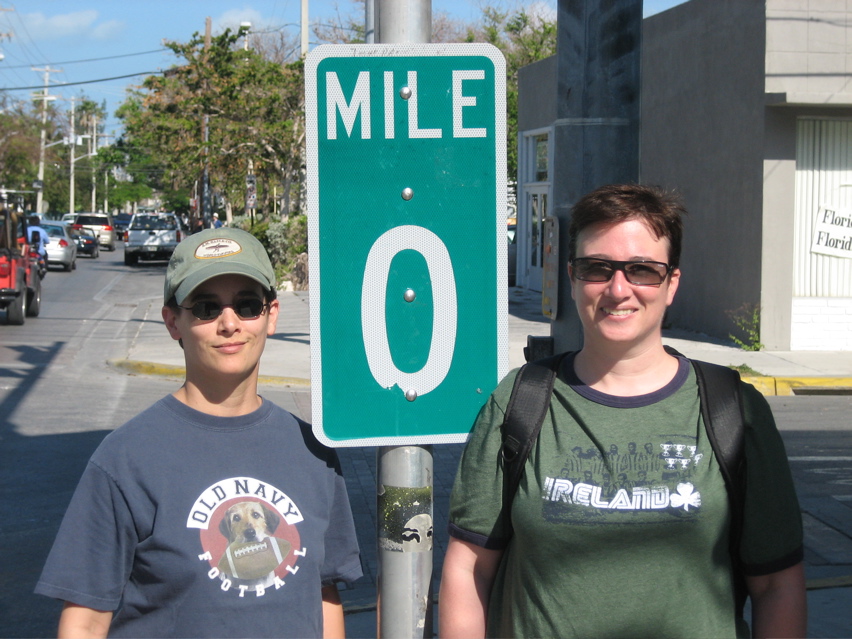 MILE
0
OLD NAVY
FOOTBALL
IRELAND
Florid
Florid